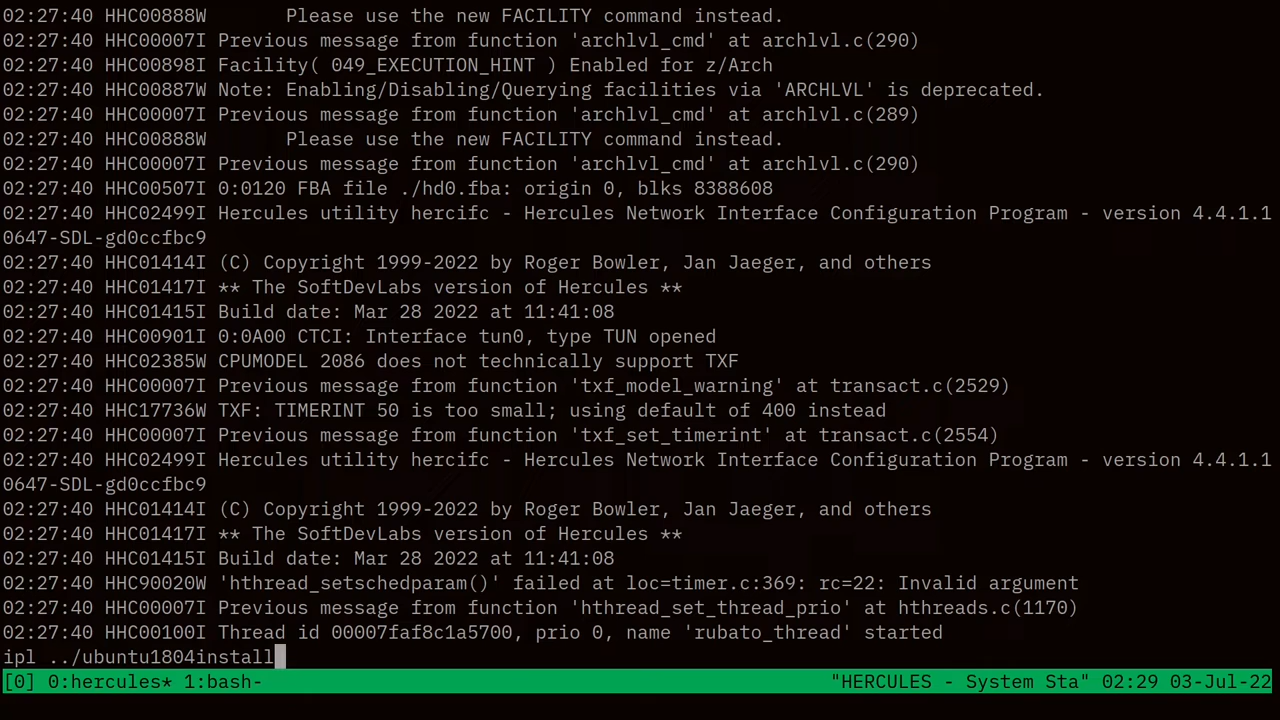 02:27:40 HHC00888W       Please use the new FACILITY command instead.
02:27:40 HHC00007I Previous message from function 'archlvl_cmd' at archlvl.c(290)
02:27:40 HHC00898I Facility( 049_EXECUTION_HINT ) Enabled for z/Arch
02:27:40 HHC00887W Note: Enabling/Disabling/Querying facilities via 'ARCHLVL' is deprecated.
02:27:40 HHC00007I Previous message from function 'archlvl_cmd' at archlvl.c(289)
02:27:40 HHC00888W       Please use the new FACILITY command instead.
02:27:40 HHC00007I Previous message from function 'archlvl_cmd' at archlvl.c(290)
02:27:40 HHC00507I 0:0120 FBA file ./hd0.fba: origin 0, blks 8388608
02:27:40 HHC02499I Hercules utility hercifc - Hercules Network Interface Configuration Program - version 4.4.1.1
0647-SDL-gd0ccfbc9
02:27:40 HHC01414I (C) Copyright 1999-2022 by Roger Bowler, Jan Jaeger, and others
02:27:40 HHC01417I ** The SoftDevLabs version of Hercules **
02:27:40 HHC01415I Build date: Mar 28 2022 at 11:41:08
02:27:40 HHC00901I 0:0A00 CTCI: Interface tun0, type TUN opened
02:27:40 HHC02385W CPUMODEL 2086 does not technically support TXF
02:27:40 HHC00007I Previous message from function 'txf_model_warning' at transact.c(2529)
02:27:40 HHC17736W TXF: TIMERINT 50 is too small; using default of 400 instead
02:27:40 HHC00007I Previous message from function 'txf_set_timerint' at transact.c(2554)
02:27:40 HHC02499I Hercules utility hercifc - Hercules Network Interface Configuration Program - version 4.4.1.1
0647-SDL-gd0ccfbc9
02:27:40 HHC01414I (C) Copyright 1999-2022 by Roger Bowler, Jan Jaeger, and others
02:27:40 HHC01417I ** The SoftDevLabs version of Hercules **
02:27:40 HHC01415I Build date: Mar 28 2022 at 11:41:08
02:27:40 HHC90020W 'hthread_setschedparam()' failed at loc=timer.c:369: rc=22: Invalid argument
02:27:40 HHC00007I Previous message from function 'hthread_set_thread_prio' at hthreads.c(1170)
02:27:40 HHC00100I Thread id 00007faf8c1a5700, prio 0, name 'rubato_thread' started
ipl ../ubuntu1804install
[0] 0:hercules* 1:bash- "HERCULES - System Sta" 02:29 03-Jul-22